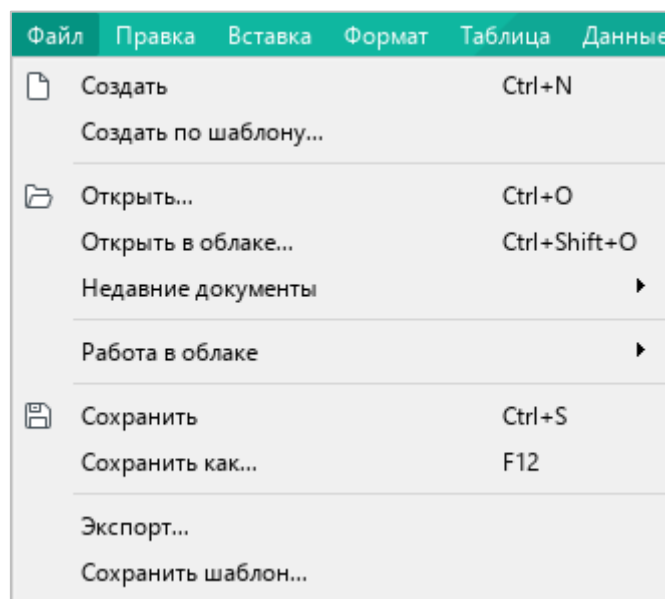 Файл Правка Вставка Формат Таблица Данные
Создать Ctrl+N
Создать по шаблону...
Открыть... Ctrl+O
Открыть в облаке... Ctrl+Shift+O
Недавние документы
Работа в облаке
Сохранить Ctrl+S
Сохранить как... F12
Экспорт...
Сохранить шаблон...